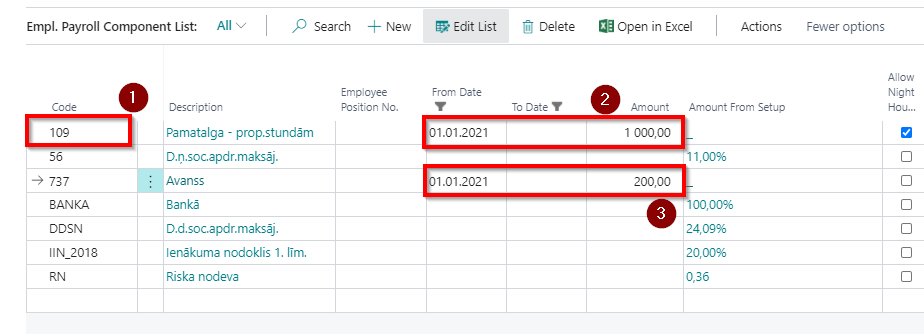 Empl. Payroll Component List: All Search New Edit List Delete Open in Excel Actions Fewer options
Code Description Employee Position No. From Date To Date Amount Amount From Setup Allow Night Hou...
1
2
109 Pamatalga - prop.stundām 01.01.2021 1 000,00 _
56 D.ņ.soc.apdr.maksāj. 11,00%
737 Avanss 01.01.2021 200,00 _
BANKA Bankā 100,00%
3
DDSN D.d.soc.apdr.maksāj. 24,09%
IIN_2018 Ienākuma nodoklis 1. līm. 20,00%
RN Riska nodeva 0,36